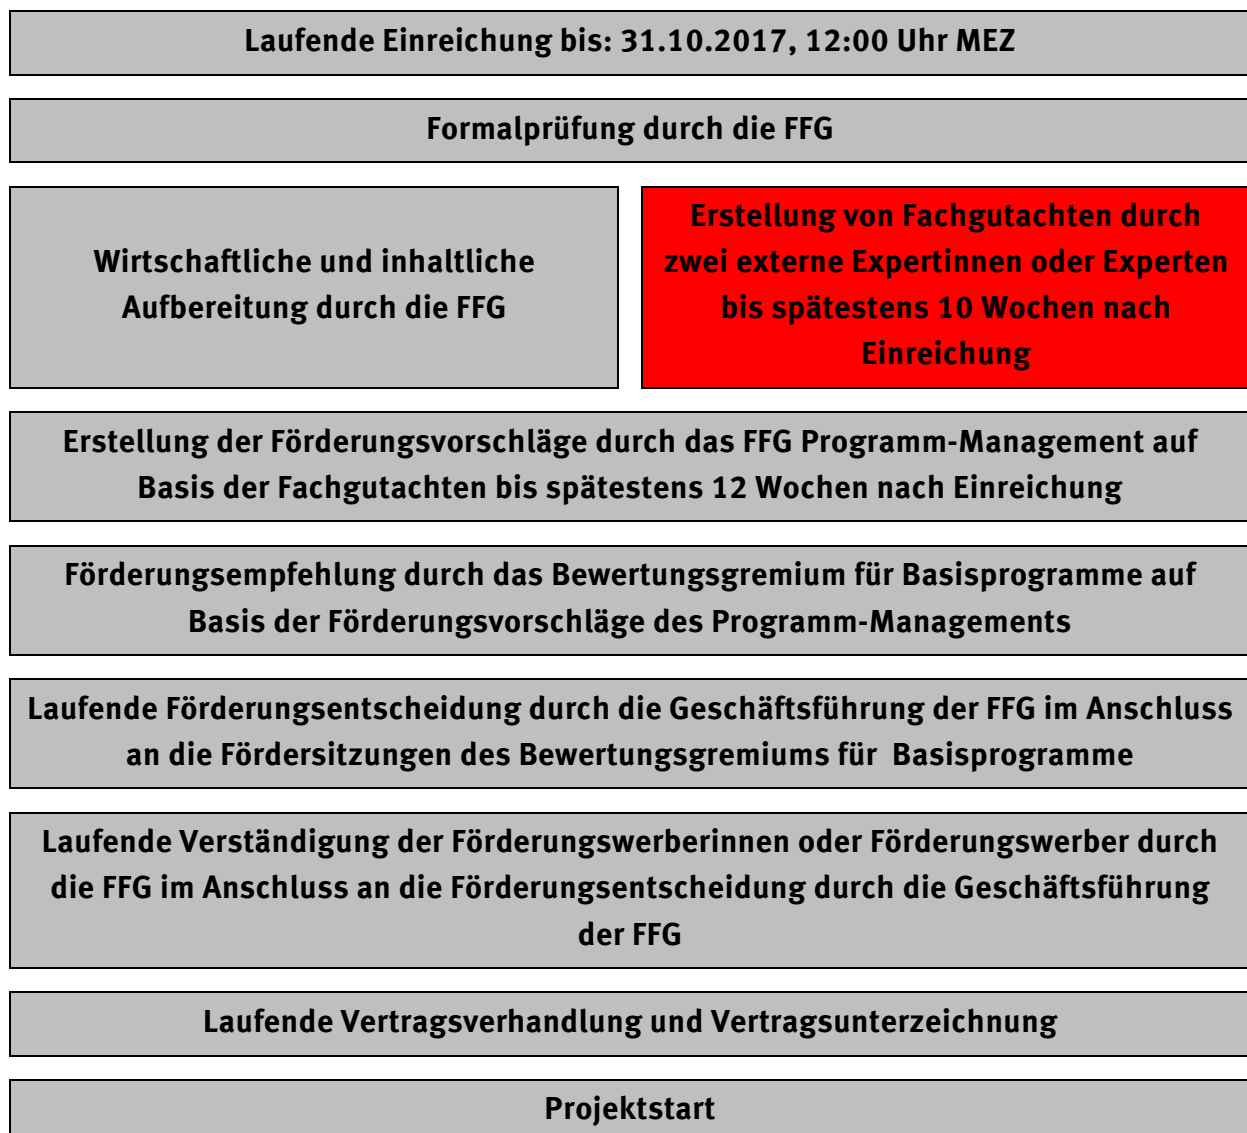 Laufende Einreichung bis: 31.10.2017, 12:00 Uhr MEZ
Formalprüfung durch die FFG
Wirtschaftliche und inhaltliche
Aufbereitung durch die FFG
Erstellung von Fachgutachten durch
zwei externe Expertinnen oder Experten
bis spätestens 10 Wochen nach
Einreichung
Erstellung der Förderungsvorschläge durch das FFG Programm-Management auf
Basis der Fachgutachten bis spätestens 12 Wochen nach Einreichung
Förderungsempfehlung durch das Bewertungsgremium für Basisprogramme auf
Basis der Förderungsvorschläge des Programm-Managements
Laufende Förderungsentscheidung durch die Geschäftsführung der FFG im Anschluss
an die Fördersitzungen des Bewertungsgremiums für  Basisprogramme
Laufende Verständigung der Förderungswerberinnen oder Förderungswerber durch
die FFG im Anschluss an die Förderungsentscheidung durch die Geschäftsführung
der FFG
Laufende Vertragsverhandlung und Vertragsunterzeichnung
Projektstart